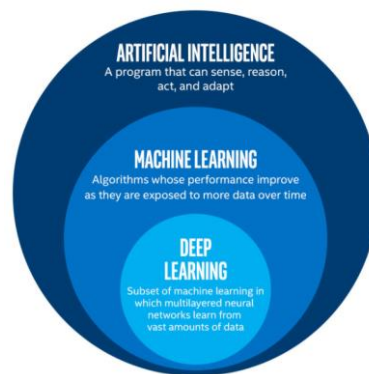 ARTIFICIAL INTELLIGENCE
A program that can sense, reason,
act, and adapt
MACHINE LEARNING
Algorithms whose performance improve
as they are exposed to more data over time
DEEP
LEARNING
Subset of machine learning in
which multilayered neural
networks learn from
vast amounts of data